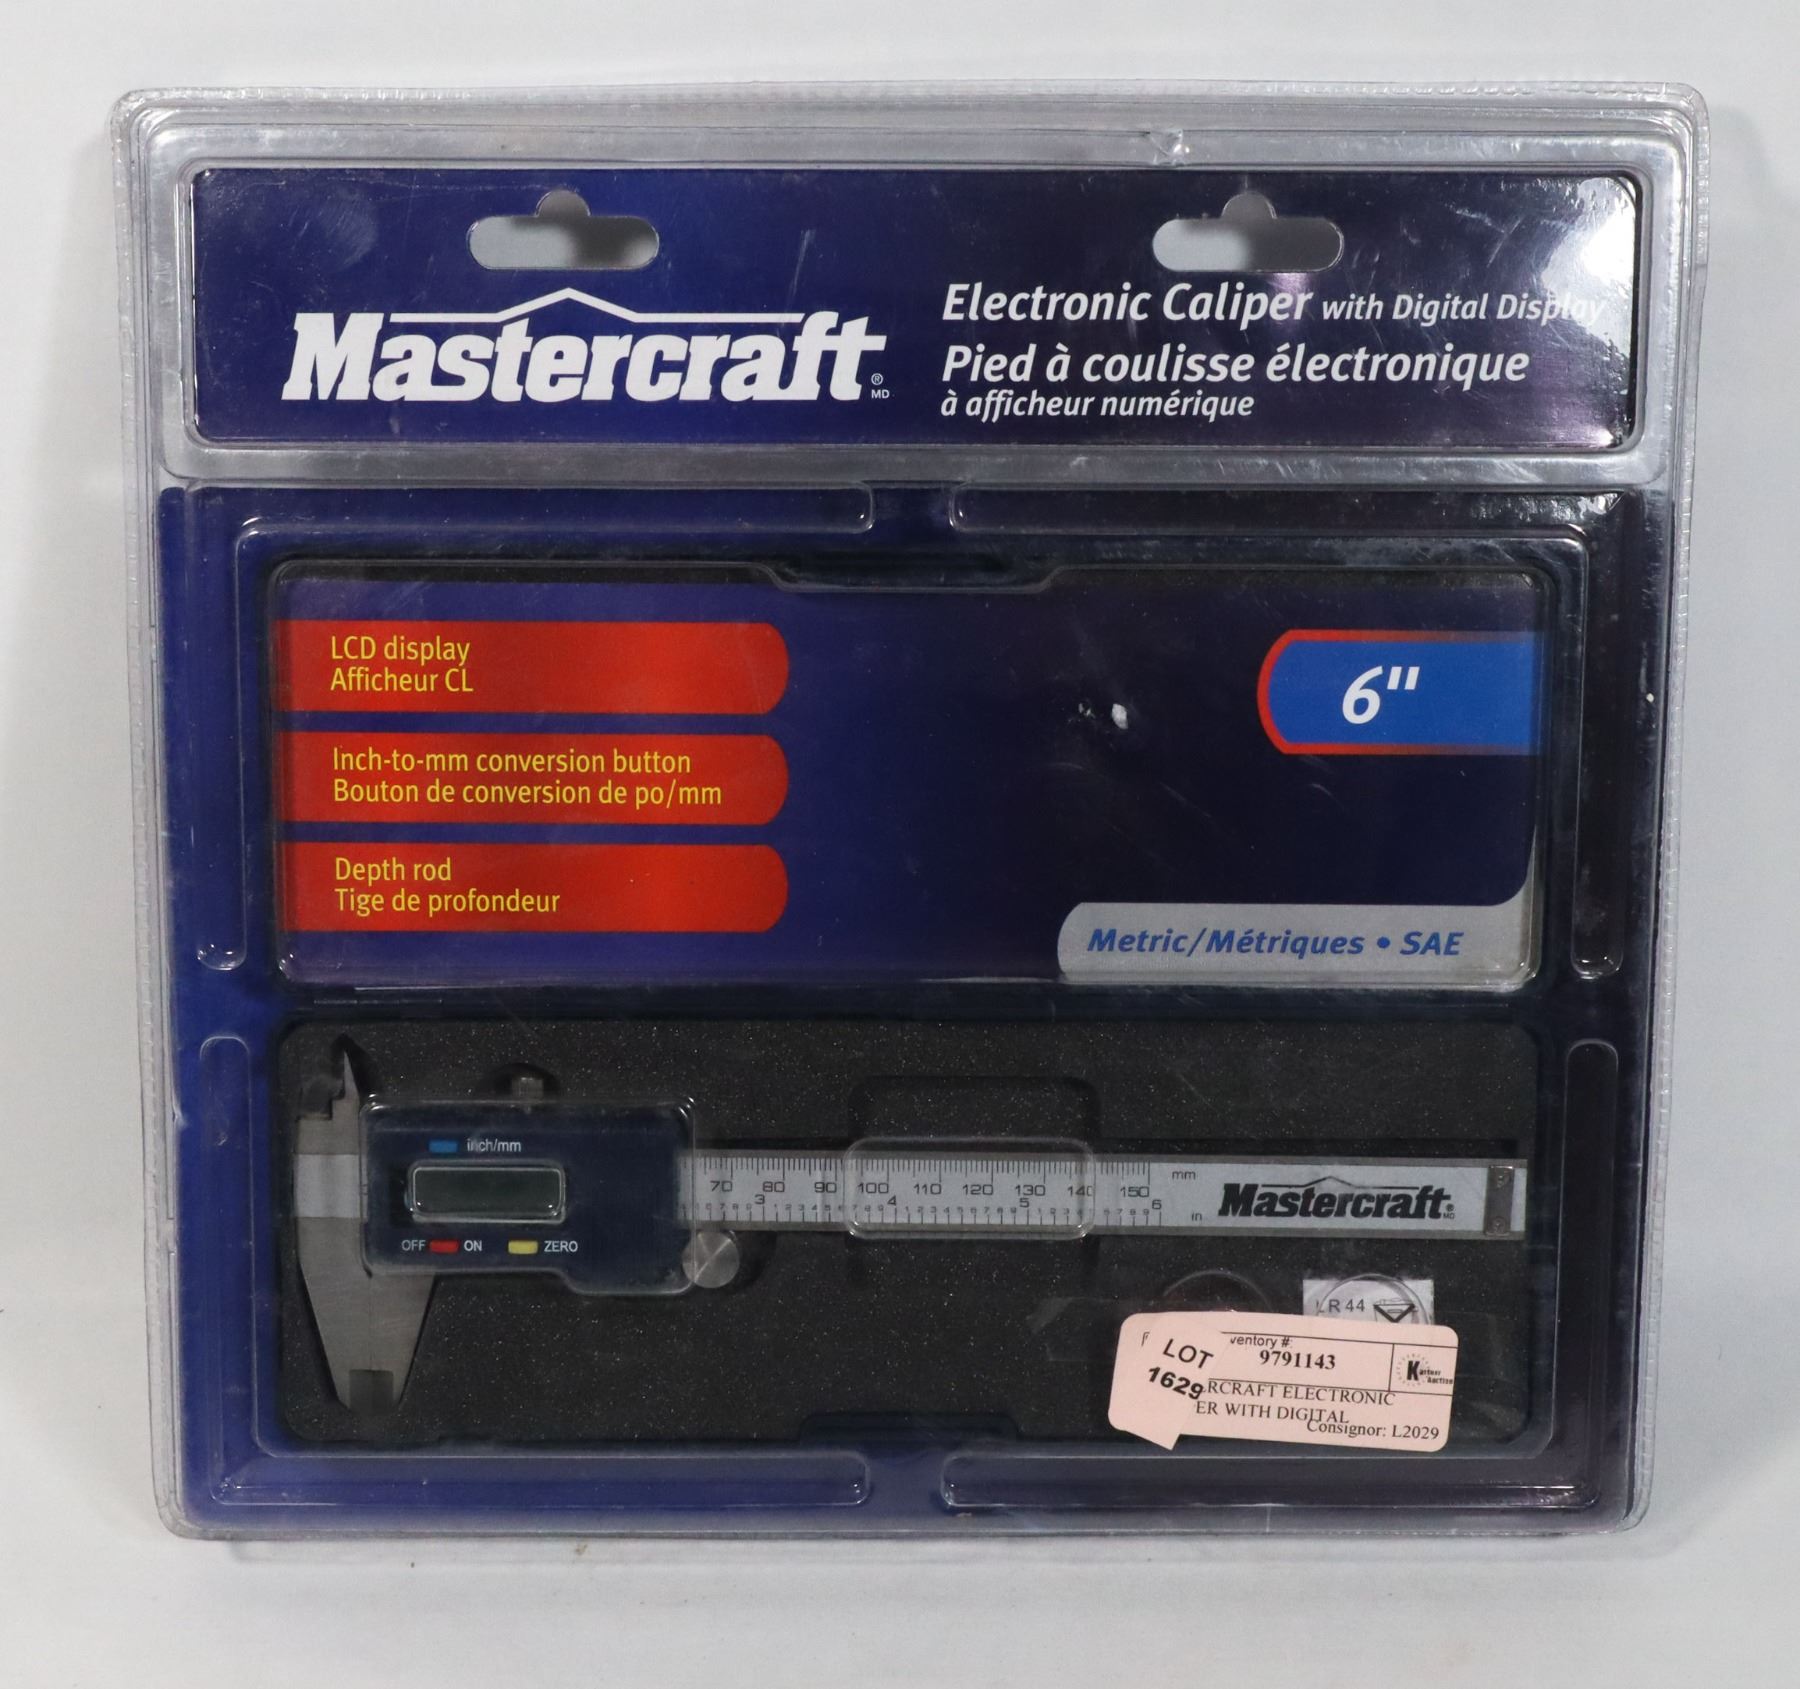 Mastercraft ® MD
Electronic Caliper with Digital Display
Pied à coulisse électronique
à afficheur numérique
LCD display
Afficheur CL
Inch-to-mm conversion button
Bouton de conversion de po/mm
Depth rod
Tige de profondeur
6"
Metric/Métriques • SAE
inch/mm
OFF ON ZERO
70 80 90 100 110 120 130 140 150 mm
3 4 5 6 in
Mastercraft MD
LR 44
LOT
1629
ventory #:
9791143
Kastner Auction
RCRAFT ELECTRONIC
ER WITH DIGITAL
Consignor: L2029